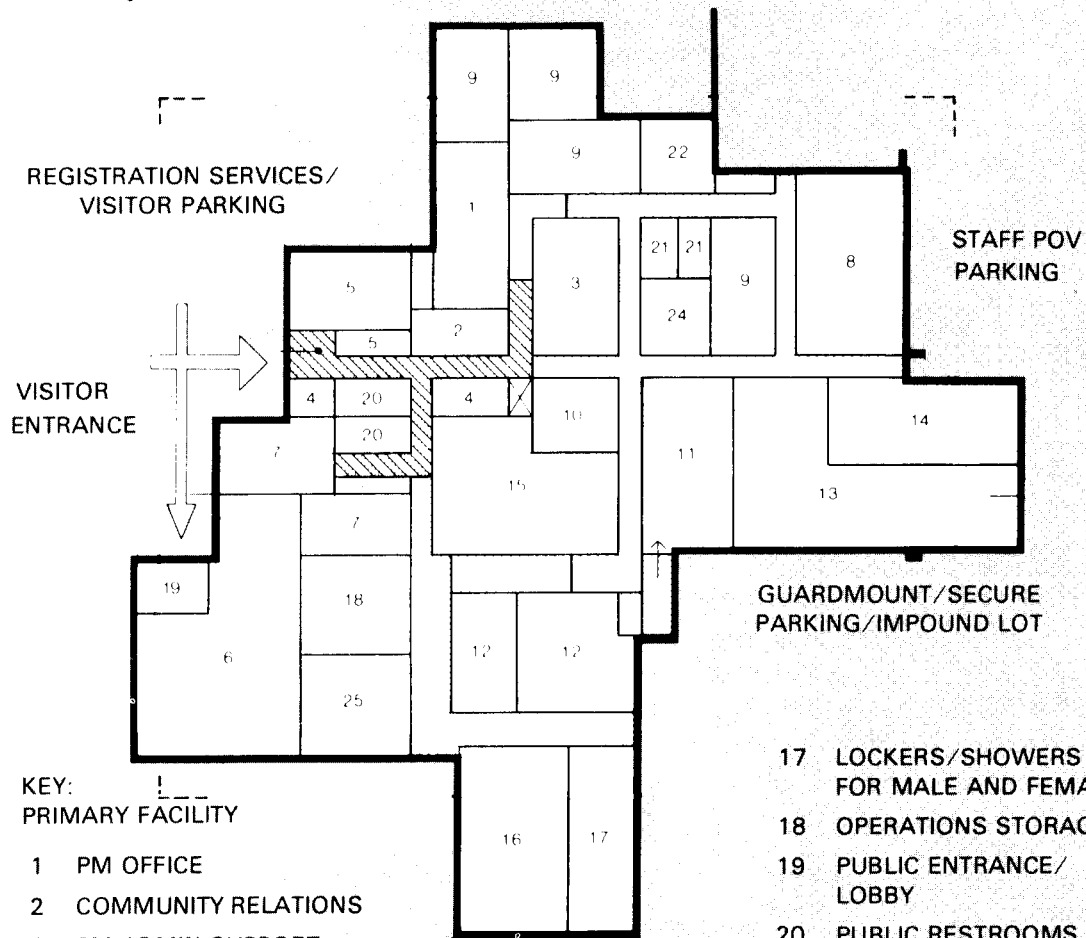 9
9
9
22
REGISTRATION SERVICES/
VISITOR PARKING
1
STAFF POV
PARKING
3
21
21
9
8
5
24
2
5
VISITOR
ENTRANCE
4
20
4
10
14
20
11
7
15
13
7
19
18
GUARDMOUNT/SECURE
PARKING/IMPOUND LOT
6
12
12
25
KEY:
PRIMARY FACILITY
1 PM OFFICE
2 COMMUNITY RELATIONS
16
17
17 LOCKERS/SHOWERS
FOR MALE AND FEMA
18 OPERATIONS STORAG
19 PUBLIC ENTRANCE/
LOBBY
20 PUBLIC RESTROOMS